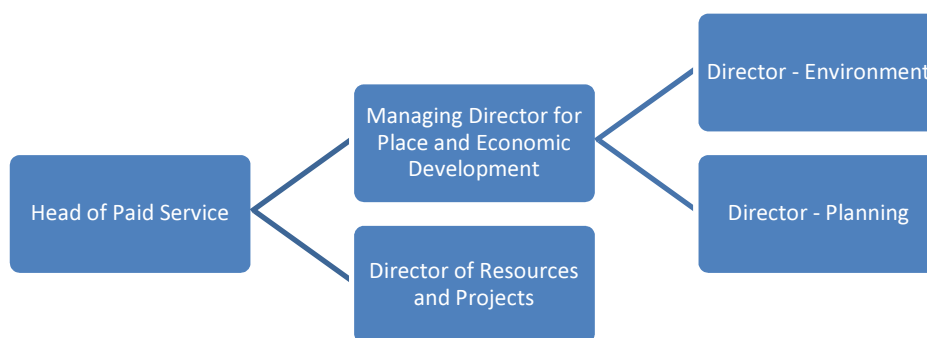 Head of Paid Service
Managing Director for
Place and Economic
Development
Director of Resources
and Projects
Director - Environment
Director - Planning